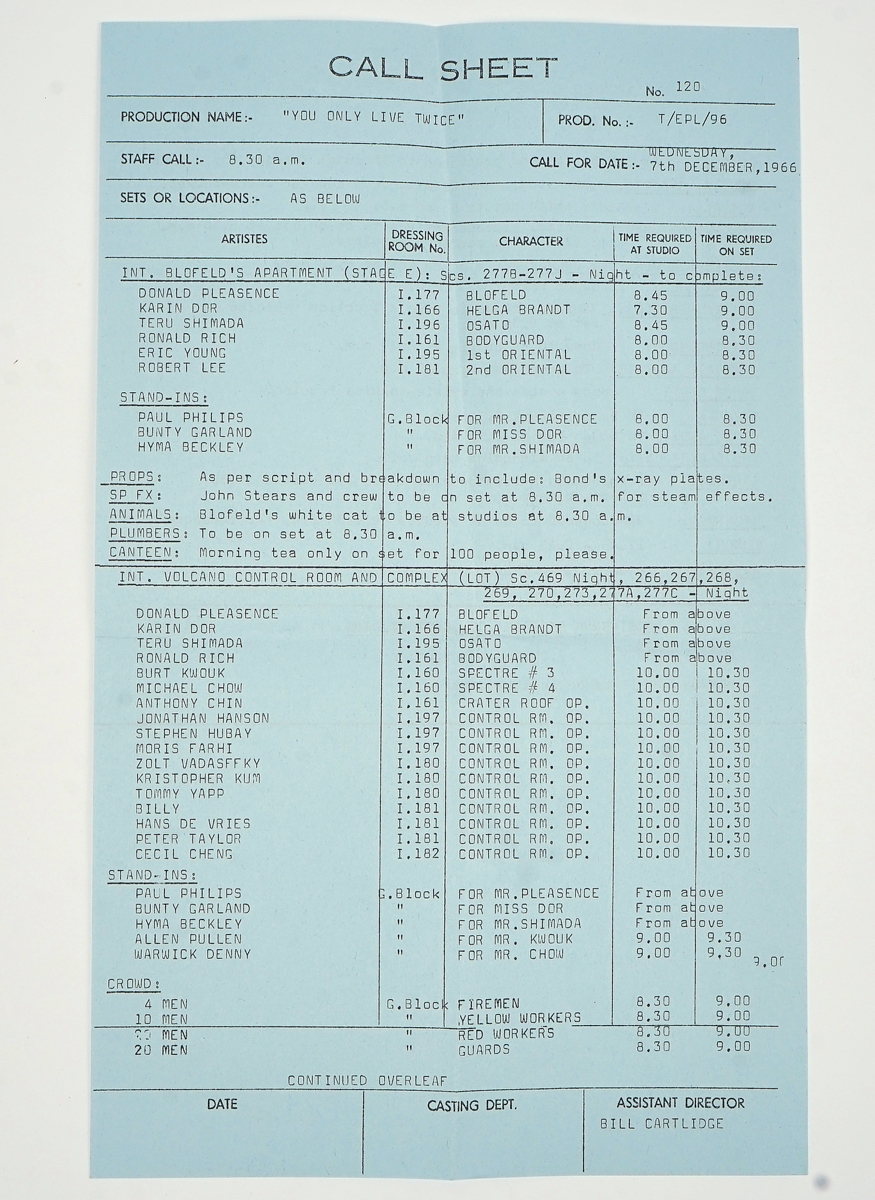 CALL SHEET
No. 120
PRODUCTION NAME:- "YOU ONLY LIVE TWICE" PROD. No. :- T/EPL/96
STAFF CALL:- 8.30 a.m. CALL FOR DATE:- WEDNESDAY, 7th DECEMBER,1966
SETS OR LOCATIONS:- AS BELOW
ARTISTES DRESSING ROOM No. CHARACTER TIME REQUIRED AT STUDIO TIME REQUIRED ON SET
INT. BLOFELD'S APARTMENT (STAGE E): Scs. 277B-277J - Night - to complete:
DONALD PLEASENCE I.177 BLOFELD 8.45 9.00
KARIN DOR I.166 HELGA BRANDT 7.30 9.00
TERU SHIMADA I.196 OSATO 8.45 9.00
RONALD RICH I.161 BODYGUARD 8.00 8.30
ERIC YOUNG I.195 1st ORIENTAL 8.00 8.30
ROBERT LEE I.181 2nd ORIENTAL 8.00 8.30
STAND-INS:
PAUL PHILIPS G.Block FOR MR.PLEASENCE 8.00 8.30
BUNTY GARLAND " FOR MISS DOR 8.00 8.30
HYMA BECKLEY " FOR MR.SHIMADA 8.00 8.30
PROPS: As per script and breakdown to include: Bond's x-ray plates.
SP FX: John Stears and crew to be on set at 8.30 a.m. for steam effects.
ANIMALS: Blofeld's white cat to be at studios at 8.30 a.m.
PLUMBERS: To be on set at 8.30 a.m.
CANTEEN: Morning tea only on set for 100 people, please.
INT. VOLCANO CONTROL ROOM AND COMPLEX (LOT) Sc.469 Night, 266,267,268,
269, 270,273,277A,277C - Night
DONALD PLEASENCE I.177 BLOFELD From above
KARIN DOR I.166 HELGA BRANDT From above
TERU SHIMADA I.195 OSATO From above
RONALD RICH I.161 BODYGUARD From above
BURT KWOUK I.160 SPECTRE # 3 10.00 10.30
MICHAEL CHOW I.160 SPECTRE # 4 10.00 10.30
ANTHONY CHIN I.161 CRATER ROOF OP. 10.00 10.30
JONATHAN HANSON I.197 CONTROL RM. OP. 10.00 10.30
STEPHEN HUBAY I.197 CONTROL RM. OP. 10.00 10.30
MORIS FARHI I.197 CONTROL RM. OP. 10.00 10.30
ZOLT VADASFFKY I.180 CONTROL RM. OP. 10.00 10.30
KRISTOPHER KUM I.180 CONTROL RM. OP. 10.00 10.30
TOMMY YAPP I.180 CONTROL RM. OP. 10.00 10.30
BILLY I.181 CONTROL RM. OP. 10.00 10.30
HANS DE VRIES I.181 CONTROL RM. OP. 10.00 10.30
PETER TAYLOR I.181 CONTROL RM. OP. 10.00 10.30
CECIL CHENG I.182 CONTROL RM. OP. 10.00 10.30
STAND-INS:
PAUL PHILIPS G.Block FOR MR.PLEASENCE From above
BUNTY GARLAND " FOR MISS DOR From above
HYMA BECKLEY " FOR MR.SHIMADA From above
ALLEN PULLEN " FOR MR. KWOUK 9.00 9.30
WARWICK DENNY " FOR MR. CHOW 9.00 9.30
CROWD:
4 MEN G.Block FIREMEN 8.30 9.00
10 MEN " YELLOW WORKERS 8.30 9.00
MEN " RED WORKERS 8.30 9.00
20 MEN " GUARDS 8.30 9.00
CONTINUED OVERLEAF
DATE CASTING DEPT. ASSISTANT DIRECTOR
BILL CARTLIDGE